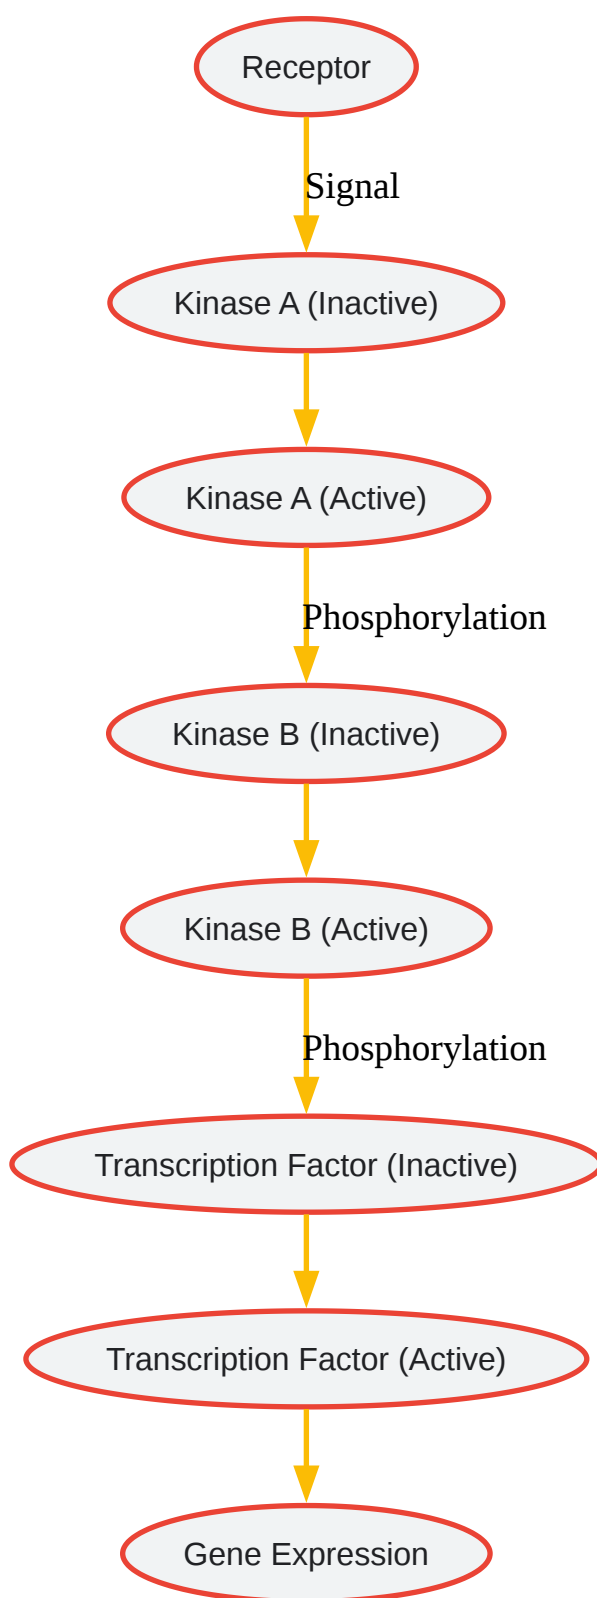 Receptor
Signal
Kinase A (Inactive)
Kinase A (Active)
Phosphorylation
Kinase B (Inactive)
Kinase B (Active)
Phosphorylation
Transcription Factor (Inactive)
Transcription Factor (Active)
Gene Expression